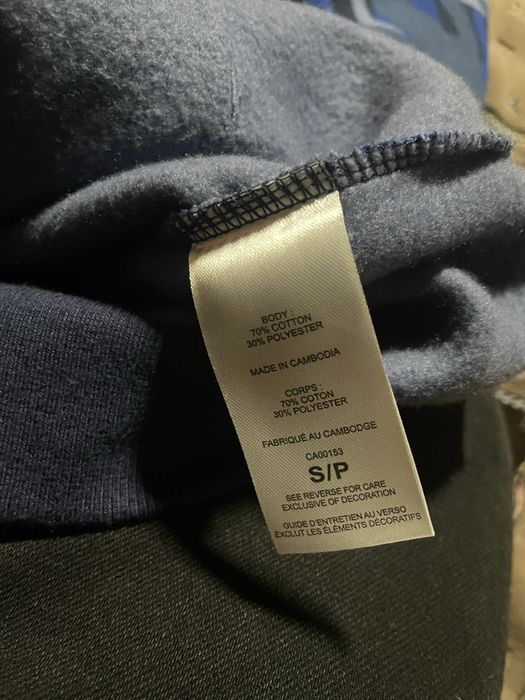 BODY :
70% COTTON
30% POLYESTER
MADE IN CAMBODIA
CORPS :
70% COTON
30% POLYESTER
FABRIQUÉ AU CAMBODGE
CA00153
S/P
SEE REVERSE FOR CARE
EXCLUSIVE OF DECORATION
GUIDE D'ENTRETIEN AU VERSO
EXCLUT LES ÉLÉMENTS DÉCORATIFS